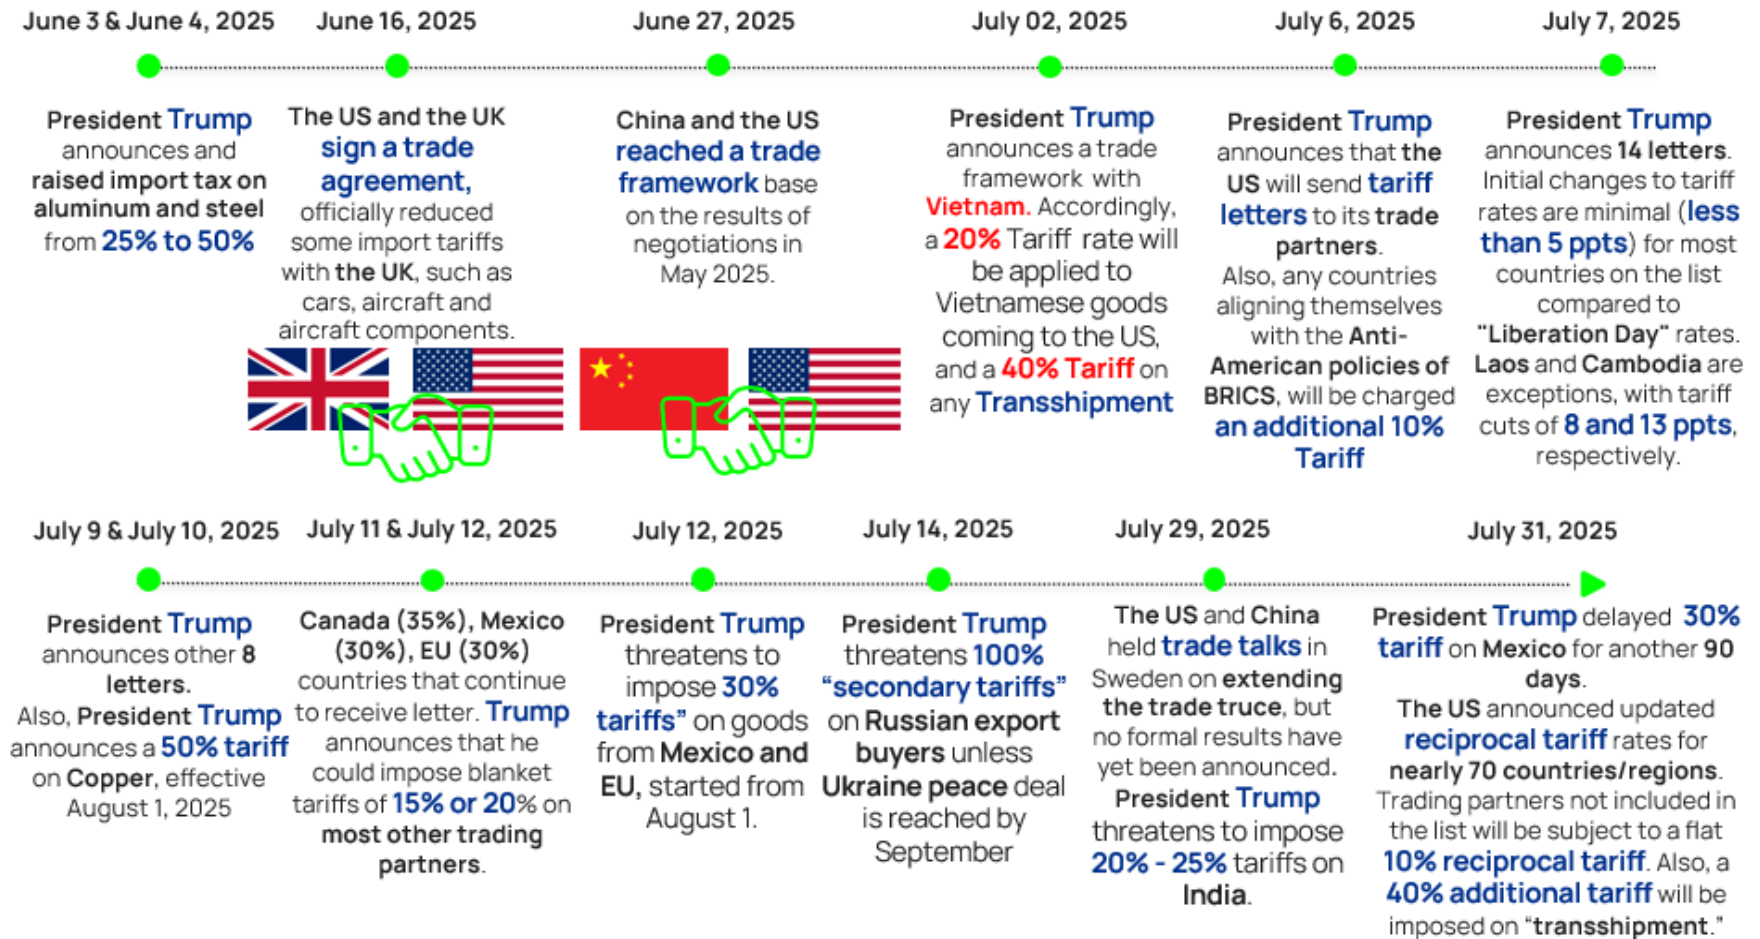 June 3 & June 4, 2025
President Trump
announces and
raised import tax on
aluminum and steel
from 25% to 50%
June 16, 2025
The US and the UK
sign a trade
agreement,
officially reduced
some import tariffs
with the UK, such as
cars, aircraft and
aircraft components.
June 27, 2025
China and the US
reached a trade
framework base
on the results of
negotiations in
May 2025.
July 02, 2025
President Trump
announces a trade
framework with
Vietnam. Accordingly,
a 20% Tariff rate will
be applied to
Vietnamese goods
coming to the US,
and a 40% Tariff on
any Transshipment
July 6, 2025
President Trump
announces that the
US will send tariff
letters to its trade
partners.
Also, any countries
aligning themselves
with the Anti-
American policies of
BRICS, will be charged
an additional 10%
Tariff
July 7, 2025
President Trump
announces 14 letters.
Initial changes to tariff
rates are minimal (less
than 5 ppts) for most
countries on the list
compared to
"Liberation Day" rates.
Laos and Cambodia are
exceptions, with tariff
cuts of 8 and 13 ppts,
respectively.
July 9 & July 10, 2025
President Trump
announces other 8
letters.
Also, President Trump
announces a 50% tariff
on Copper, effective
August 1, 2025
July 11 & July 12, 2025
Canada (35%), Mexico
(30%), EU (30%)
countries that continue
to receive letter. Trump
announces that he
could impose blanket
tariffs of 15% or 20% on
most other trading
partners.
July 12, 2025
President Trump
threatens to
impose 30%
tariffs” on goods
from Mexico and
EU, started from
August 1.
July 14, 2025
President Trump
threatens 100%
“secondary tariffs”
on Russian export
buyers unless
Ukraine peace deal
is reached by
September
July 29, 2025
The US and China
held trade talks in
Sweden on extending
the trade truce, but
no formal results have
yet been announced.
President Trump
threatens to impose
20% - 25% tariffs on
India.
July 31, 2025
President Trump delayed 30%
tariff on Mexico for another 90
days.
The US announced updated
reciprocal tariff rates for
nearly 70 countries/regions.
Trading partners not included in
the list will be subject to a flat
10% reciprocal tariff. Also, a
40% additional tariff will be
imposed on “transshipment.”